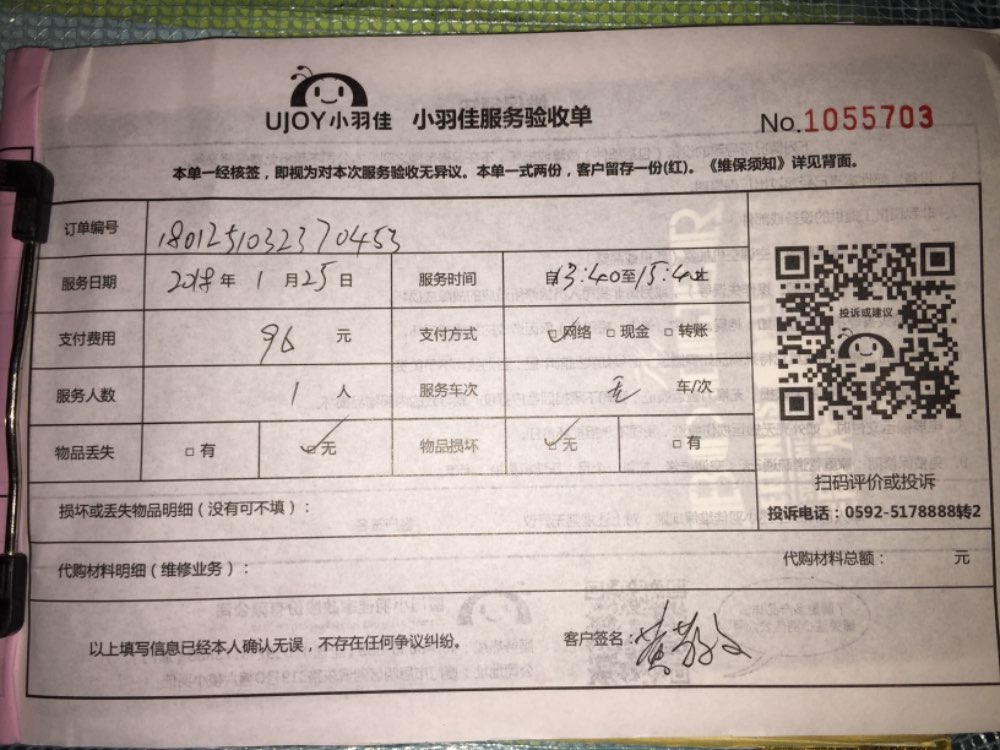 UJOY小羽佳 小羽佳服务验收单 No.1055703
本单一经核签，即视为对本次服务验收无异议。本单一式两份，客户留存一份(红)。《维保须知》详见背面。
订单编号 180125103237 0453
服务日期 2018年 1月25日 服务时间 自13:40至15:40止
支付费用 96 元 支付方式 ☑网络 □现金 □转账
服务人数 1 人 服务车次 无 车/次
物品丢失 □有 ☑无 物品损坏 ☑无 □有
投诉或建议
扫码评价或投诉
投诉电话：0592-5178888转2
损坏或丢失物品明细（没有可不填）：
代购材料明细（维修业务）： 代购材料总额： 元
以上填写信息已经本人确认无误，不存在任何争议纠纷。 客户签名：